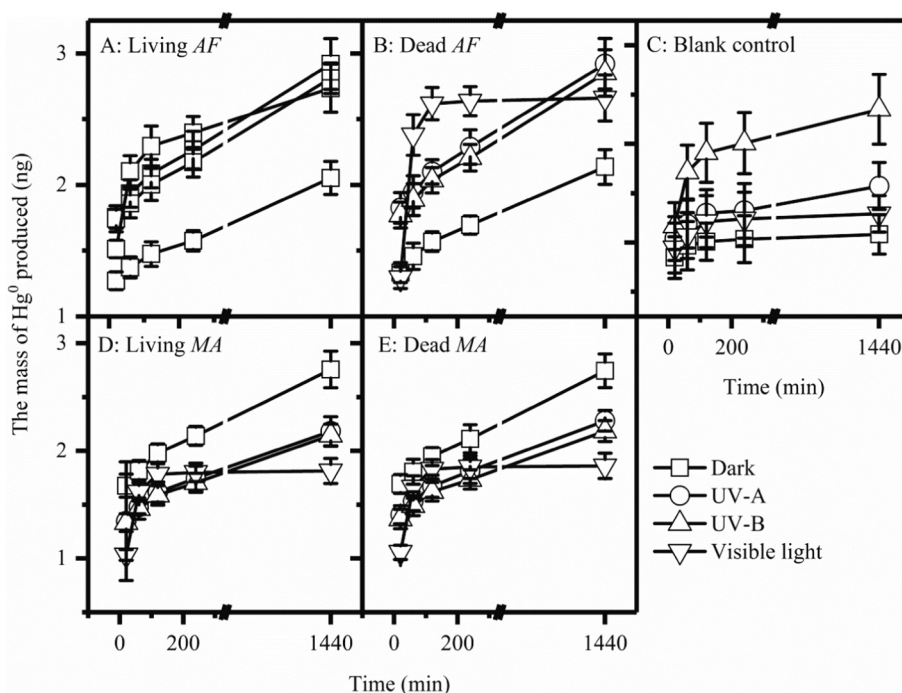 A: Living AF
B: Dead AF
C: Blank control
3
2
1
The mass of Hg⁰ produced (ng)
0 200 1440
Time (min)
D: Living MA
E: Dead MA
3
2
1
Dark
UV-A
UV-B
Visible light
0 200 1440
0 200 1440
Time (min)